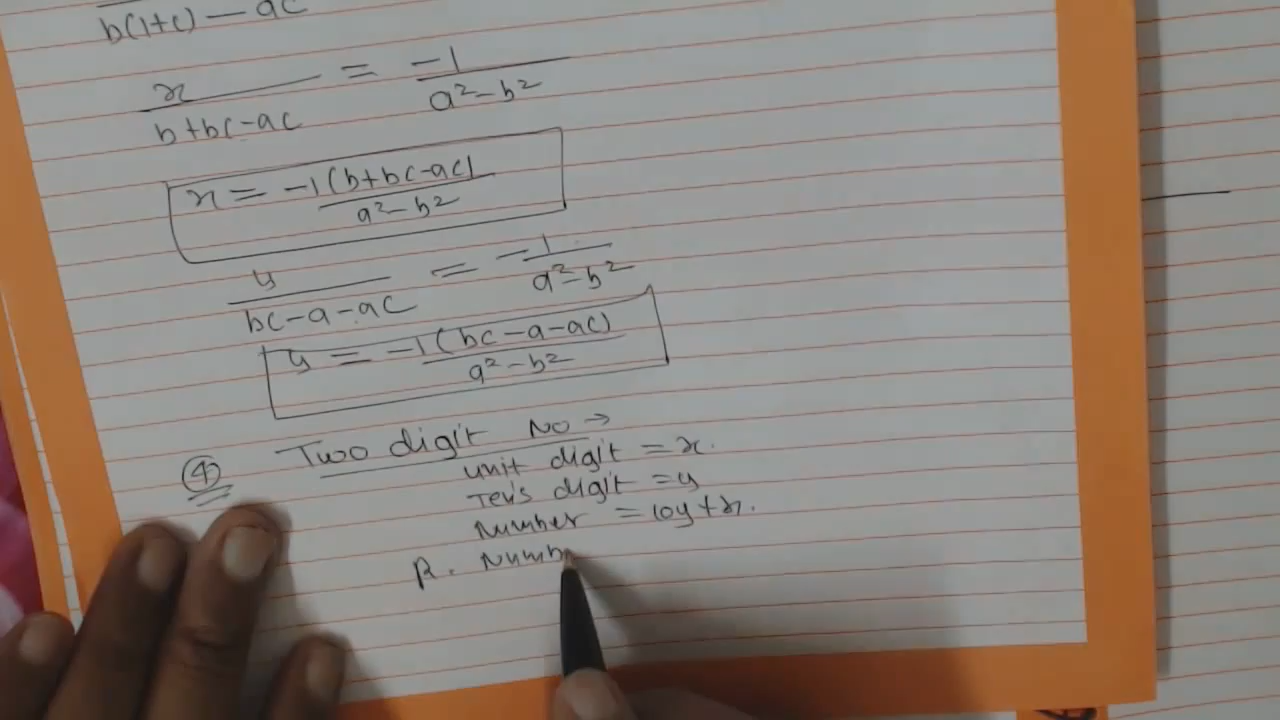 b(1+c) - ac
x/(b+bc-ac) = -1/(a²-b²)
x = -1(b+bc-ac)/(a²-b²)
y/(bc-a-ac) = -1/(a²-b²)
y = -1(bc-a-ac)/(a²-b²)
④ Two digit No →
unit digit = x.
Ten's digit = y
Number = 10y+x.
R. Numb